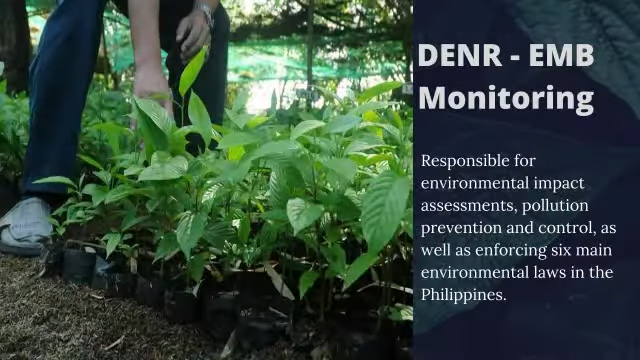 DENR - EMB
Monitoring
Responsible for
environmental impact
assessments, pollution
prevention and control, as
well as enforcing six main
environmental laws in the
Philippines.